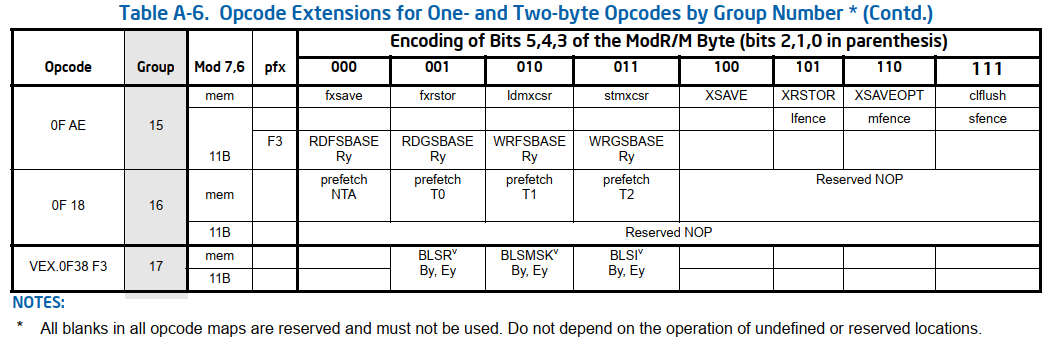 Table A-6. Opcode Extensions for One- and Two-byte Opcodes by Group Number * (Contd.)
Encoding of Bits 5,4,3 of the ModR/M Byte (bits 2,1,0 in parenthesis)
Opcode Group Mod 7,6 pfx 000 001 010 011 100 101 110 111
0F AE 15 mem fxsave fxrstor ldmxcsr stmxcsr XSAVE XRSTOR XSAVEOPT clflush
11B lfence mfence sfence
F3 RDFSBASE RDGSBASE WRFSBASE WRGSBASE
Ry Ry Ry Ry
0F 18 16 mem prefetch prefetch prefetch prefetch Reserved NOP
NTA T0 T1 T2
11B Reserved NOP
VEX.0F38 F3 17 mem BLSRᵛ BLSMSKᵛ BLSIᵛ
By, Ey By, Ey By, Ey
11B
NOTES:
* All blanks in all opcode maps are reserved and must not be used. Do not depend on the operation of undefined or reserved locations.